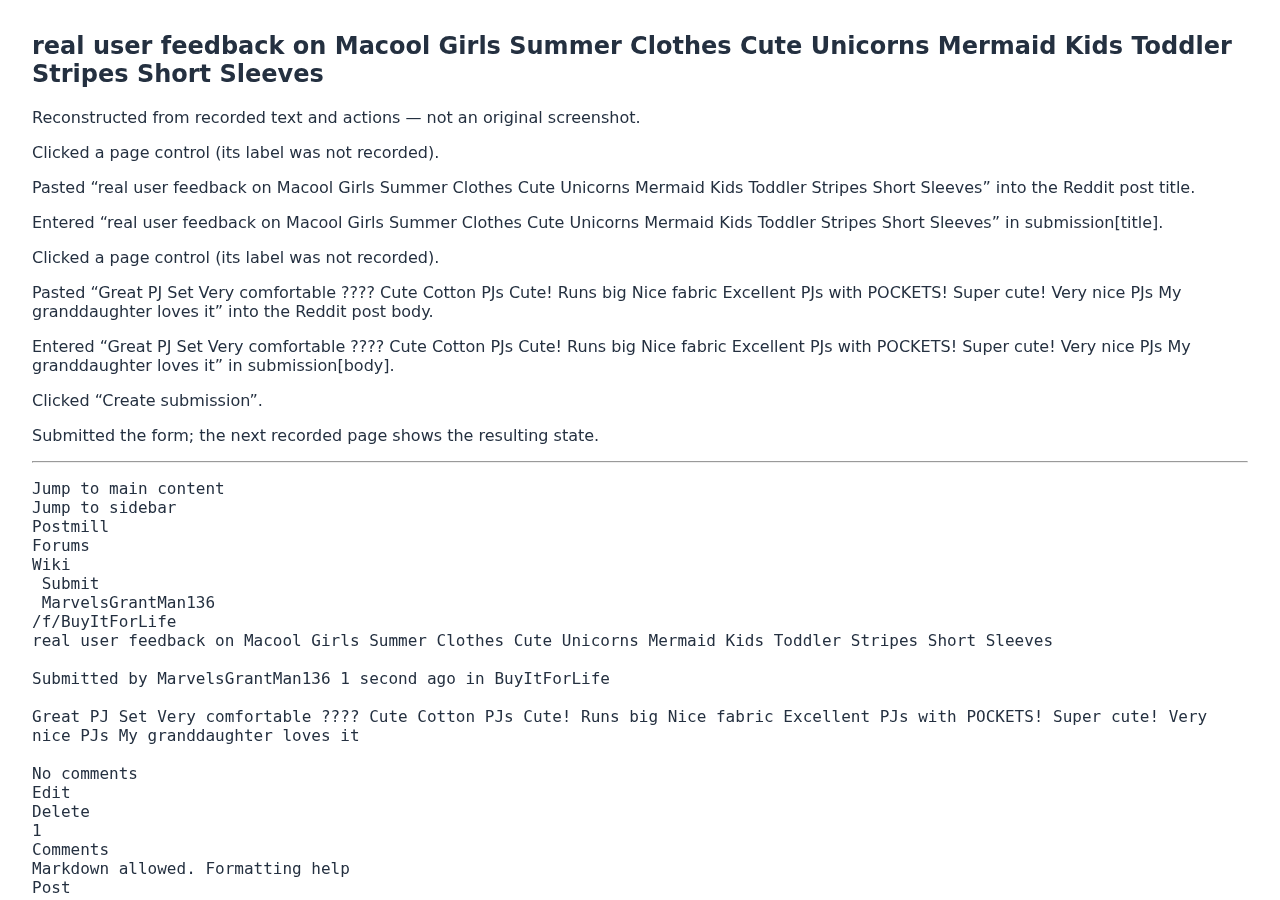 real user feedback on Macool Girls Summer Clothes Cute Unicorns Mermaid Kids Toddler
Stripes Short Sleeves
Reconstructed from recorded text and actions — not an original screenshot.
Clicked a page control (its label was not recorded).
Pasted “real user feedback on Macool Girls Summer Clothes Cute Unicorns Mermaid Kids Toddler Stripes Short Sleeves” into the Reddit post title.
Entered “real user feedback on Macool Girls Summer Clothes Cute Unicorns Mermaid Kids Toddler Stripes Short Sleeves” in submission[title].
Clicked a page control (its label was not recorded).
Pasted “Great PJ Set Very comfortable ???? Cute Cotton PJs Cute! Runs big Nice fabric Excellent PJs with POCKETS! Super cute! Very nice PJs My
granddaughter loves it” into the Reddit post body.
Entered “Great PJ Set Very comfortable ???? Cute Cotton PJs Cute! Runs big Nice fabric Excellent PJs with POCKETS! Super cute! Very nice PJs My
granddaughter loves it” in submission[body].
Clicked “Create submission”.
Submitted the form; the next recorded page shows the resulting state.
Jump to main content
Jump to sidebar
Postmill
Forums
Wiki
Submit
MarvelsGrantMan136
/f/BuyItForLife
real user feedback on Macool Girls Summer Clothes Cute Unicorns Mermaid Kids Toddler Stripes Short Sleeves
Submitted by MarvelsGrantMan136 1 second ago in BuyItForLife
Great PJ Set Very comfortable ???? Cute Cotton PJs Cute! Runs big Nice fabric Excellent PJs with POCKETS! Super cute! Very
nice PJs My granddaughter loves it
No comments
Edit
Delete
1
Comments
Markdown allowed. Formatting help
Post